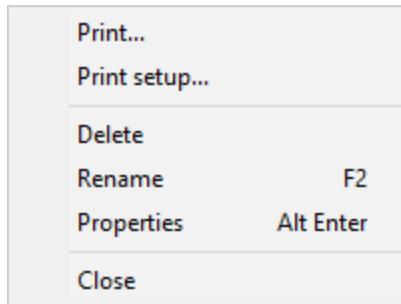 Print...
Print setup...
Delete
Rename F2
Properties Alt Enter
Close